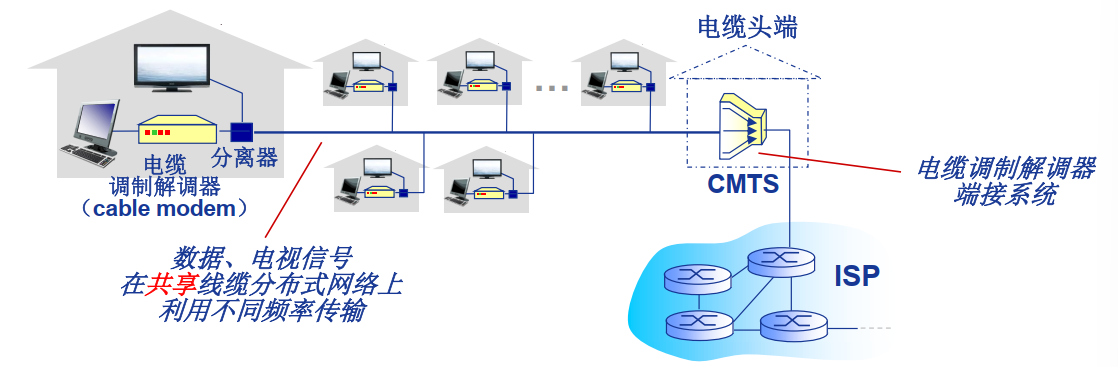 电缆头端
电缆
调制解调器
（cable modem）
分离器
...
CMTS
电缆调制解调器
端接系统
数据、电视信号
在共享线缆分布式网络上
利用不同频率传输
ISP